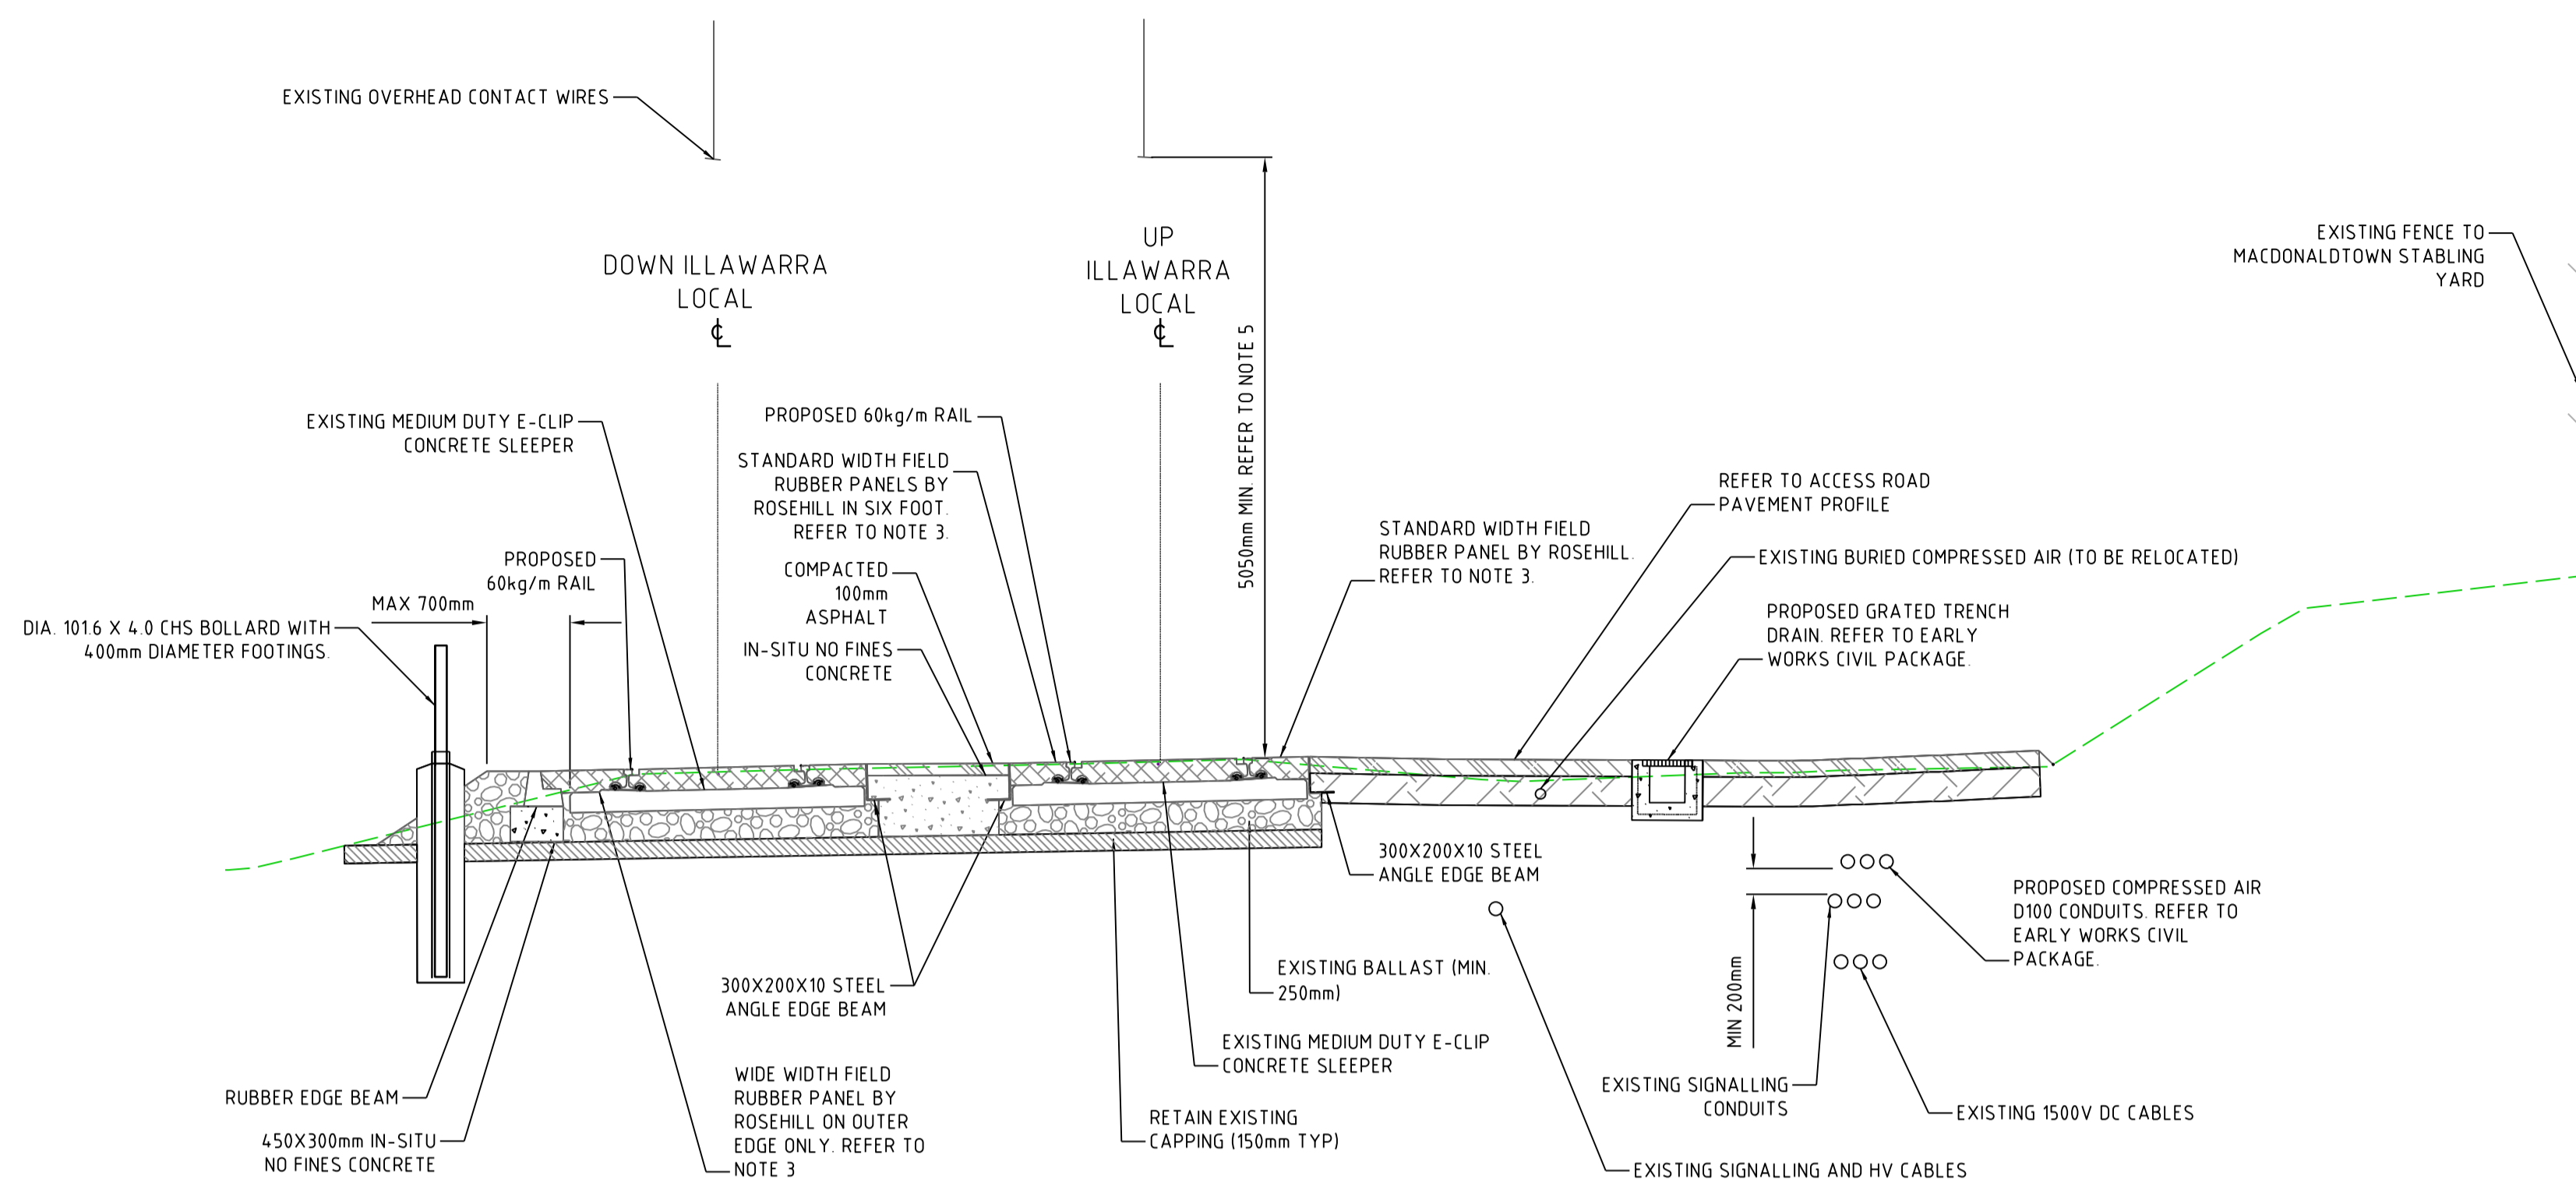 EXISTING OVERHEAD CONTACT WIRES
DOWN ILLAWARRA
LOCAL
℄
UP
ILLAWARRA
LOCAL
℄
5050mm MIN. REFER TO NOTE 5
EXISTING FENCE TO
MACDONALDTOWN STABLING
YARD
EXISTING MEDIUM DUTY E-CLIP
CONCRETE SLEEPER
PROPOSED 60kg/m RAIL
STANDARD WIDTH FIELD
RUBBER PANELS BY
ROSEHILL IN SIX FOOT.
REFER TO NOTE 3.
PROPOSED
60kg/m RAIL
COMPACTED
100mm
ASPHALT
IN-SITU NO FINES
CONCRETE
MAX 700mm
DIA. 101.6 X 4.0 CHS BOLLARD WITH
400mm DIAMETER FOOTINGS.
STANDARD WIDTH FIELD
RUBBER PANEL BY ROSEHILL.
REFER TO NOTE 3.
REFER TO ACCESS ROAD
PAVEMENT PROFILE
EXISTING BURIED COMPRESSED AIR (TO BE RELOCATED)
PROPOSED GRATED TRENCH
DRAIN. REFER TO EARLY
WORKS CIVIL PACKAGE.
300X200X10 STEEL
ANGLE EDGE BEAM
PROPOSED COMPRESSED AIR
D100 CONDUITS. REFER TO
EARLY WORKS CIVIL
PACKAGE.
MIN 200mm
300X200X10 STEEL
ANGLE EDGE BEAM
EXISTING BALLAST (MIN.
250mm)
EXISTING MEDIUM DUTY E-CLIP
CONCRETE SLEEPER
RUBBER EDGE BEAM
450X300mm IN-SITU
NO FINES CONCRETE
WIDE WIDTH FIELD
RUBBER PANEL BY
ROSEHILL ON OUTER
EDGE ONLY. REFER TO
NOTE 3
RETAIN EXISTING
CAPPING (150mm TYP)
EXISTING SIGNALLING
CONDUITS
EXISTING 1500V DC CABLES
EXISTING SIGNALLING AND HV CABLES